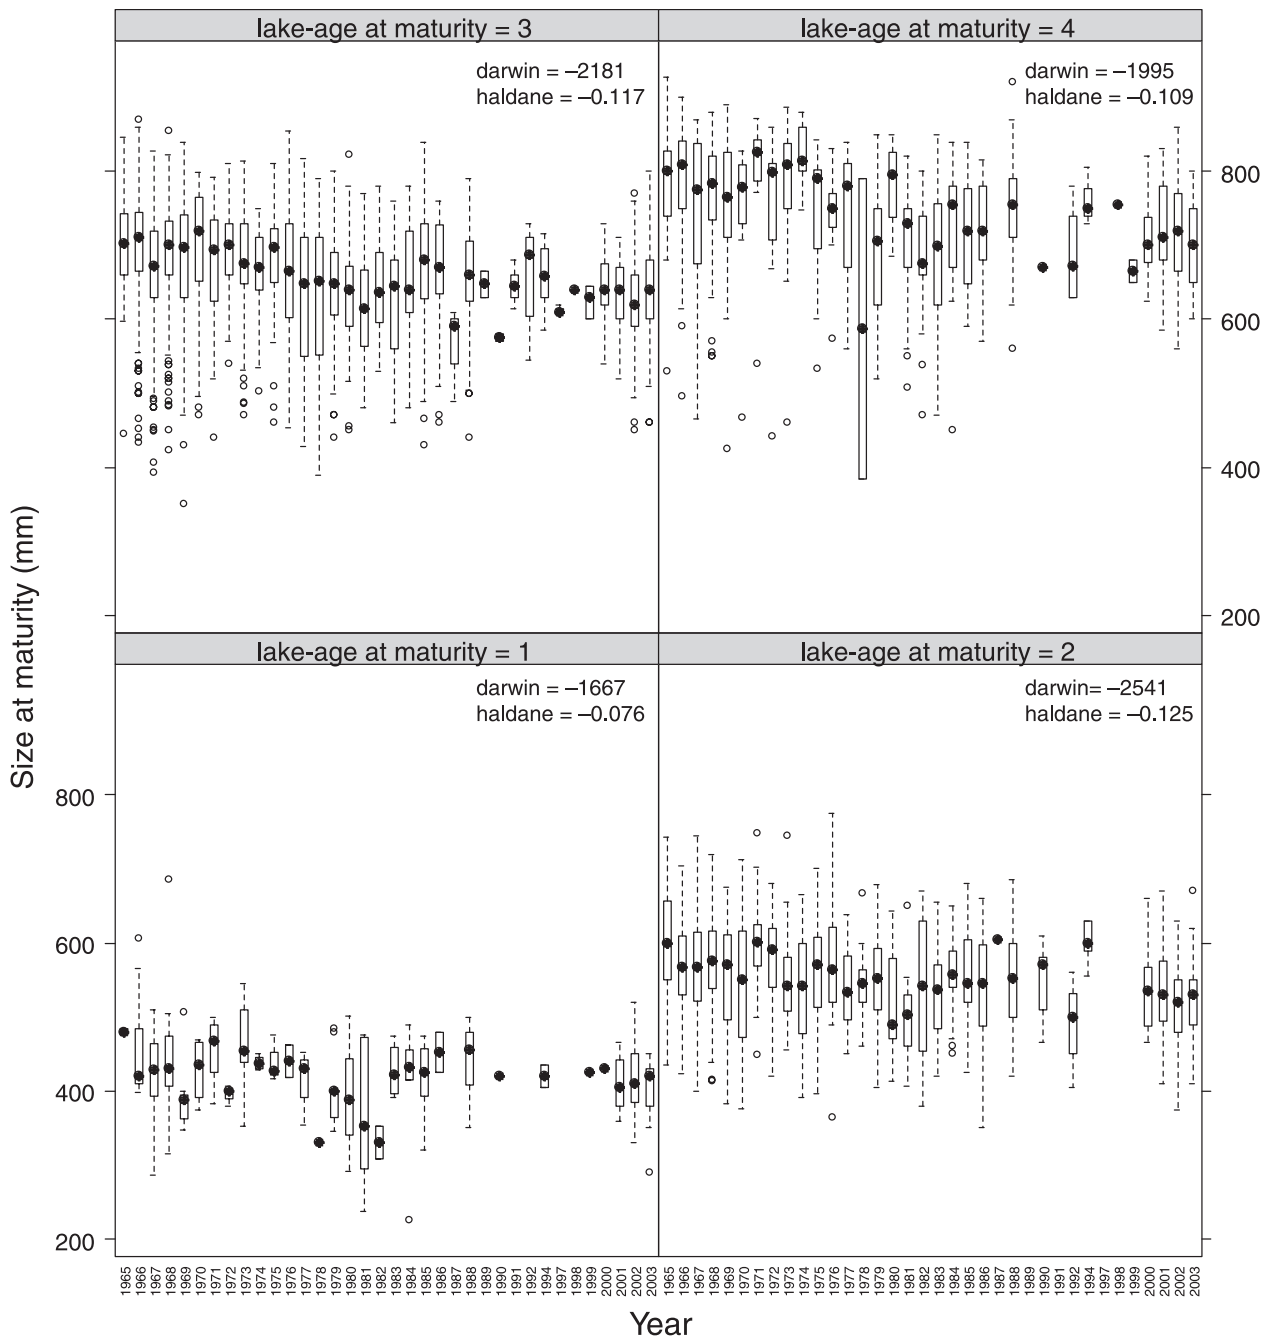 lake-age at maturity = 3
lake-age at maturity = 4
darwin = –2181
haldane = –0.117
darwin = –1995
haldane = –0.109
800
600
400
200
Size at maturity (mm)
lake-age at maturity = 1
lake-age at maturity = 2
darwin = –1667
haldane = –0.076
darwin= –2541
haldane = –0.125
800
600
400
200
1965 1966 1967 1968 1969 1970 1971 1972 1973 1974 1975 1976 1977 1978 1979 1980 1981 1982 1983 1984 1985 1986 1987 1988 1989 1990 1991 1992 1994 1997 1998 1999 2000 2001 2002 2003
1965 1966 1967 1968 1969 1970 1971 1972 1973 1974 1975 1976 1977 1978 1979 1980 1981 1982 1983 1984 1985 1986 1987 1988 1989 1990 1991 1992 1994 1997 1998 1999 2000 2001 2002 2003
Year